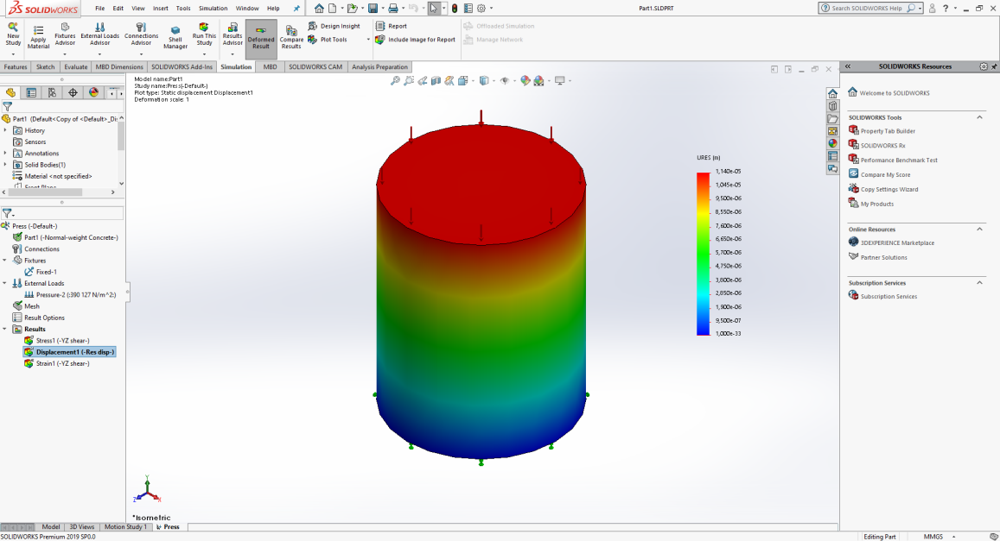 SOLIDWORKS File Edit View Insert Tools Simulation Window Help Part1.SLDPRT Search SOLIDWORKS Help
New Study
Apply Material
Fixtures Advisor
External Loads Advisor
Connections Advisor
Shell Manager
Run This Study
Results Advisor
Deformed Result
Compare Results
Design Insight
Plot Tools
Report
Include Image for Report
Offloaded Simulation
Manage Network
Features Sketch Evaluate MBD Dimensions SOLIDWORKS Add-Ins Simulation MBD SOLIDWORKS CAM Analysis Preparation
Part1 (Default<Copy of <Default>_Di
History
Sensors
Annotations
Solid Bodies(1)
Material <not specified>
Front Plane
Press (-Default-)
Part1 (-Normal-weight Concrete-)
Connections
Fixtures
Fixed-1
External Loads
Pressure-2 (:390 127 N/m^2:)
Mesh
Result Options
Results
Stress1 (-YZ shear-)
Displacement1 (-Res disp-)
Strain1 (-YZ shear-)
Model name:Part1
Study name:Press(-Default-)
Plot type: Static displacement Displacement1
Deformation scale: 1
URES (in)
1,140e-05
1,045e-05
9,500e-06
8,550e-06
7,600e-06
6,650e-06
5,700e-06
4,750e-06
3,800e-06
2,850e-06
1,900e-06
9,500e-07
1,000e-33
Y
Z
X
*Isometric
SOLIDWORKS Resources
Welcome to SOLIDWORKS
SOLIDWORKS Tools
Property Tab Builder
SOLIDWORKS Rx
Performance Benchmark Test
Compare My Score
Copy Settings Wizard
My Products
Online Resources
3DEXPERIENCE Marketplace
Partner Solutions
Subscription Services
Subscription Services
Model 3D Views Motion Study 1 Press
SOLIDWORKS Premium 2019 SP0.0 Editing Part MMGS